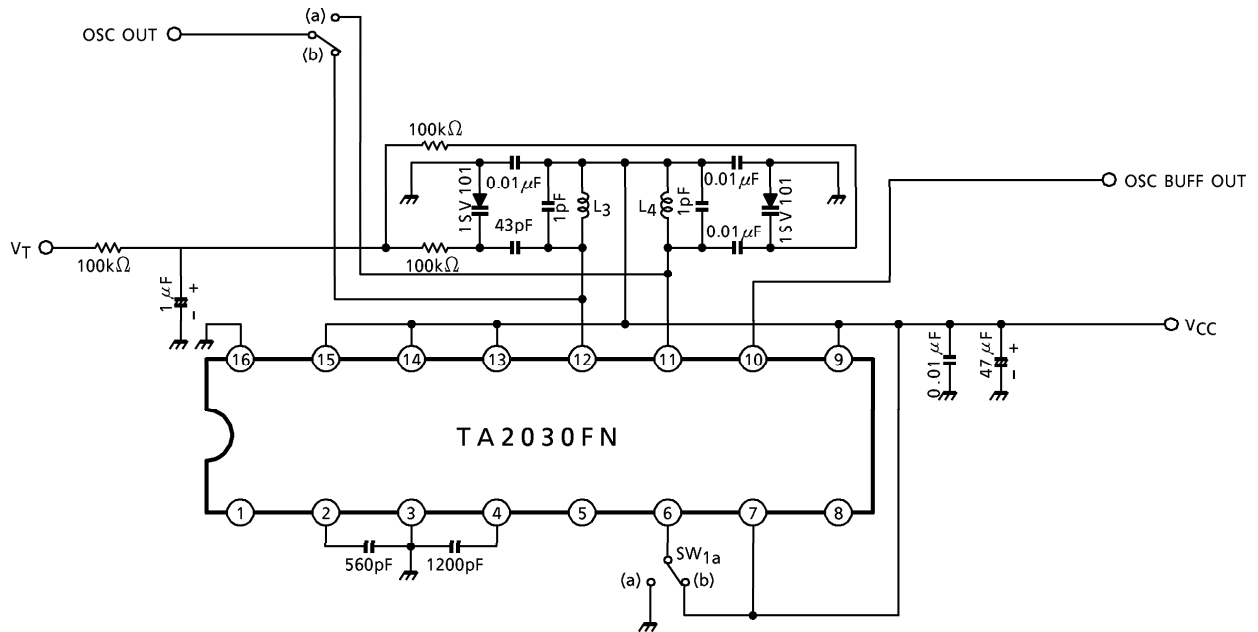 (a)
OSC OUT
(b)
100kΩ
0.01μF
0.01μF
1SV101
1pF
L3
L4
1pF
1SV101
OSC BUFF OUT
43pF
0.01μF
VT
100kΩ
100kΩ
1μF
+
-
VCC
16
15
14
13
12
11
10
9
0.01μF
47μF
+
-
TA2030FN
1
2
3
4
5
6
7
8
560pF
1200pF
SW1a
(a)
(b)